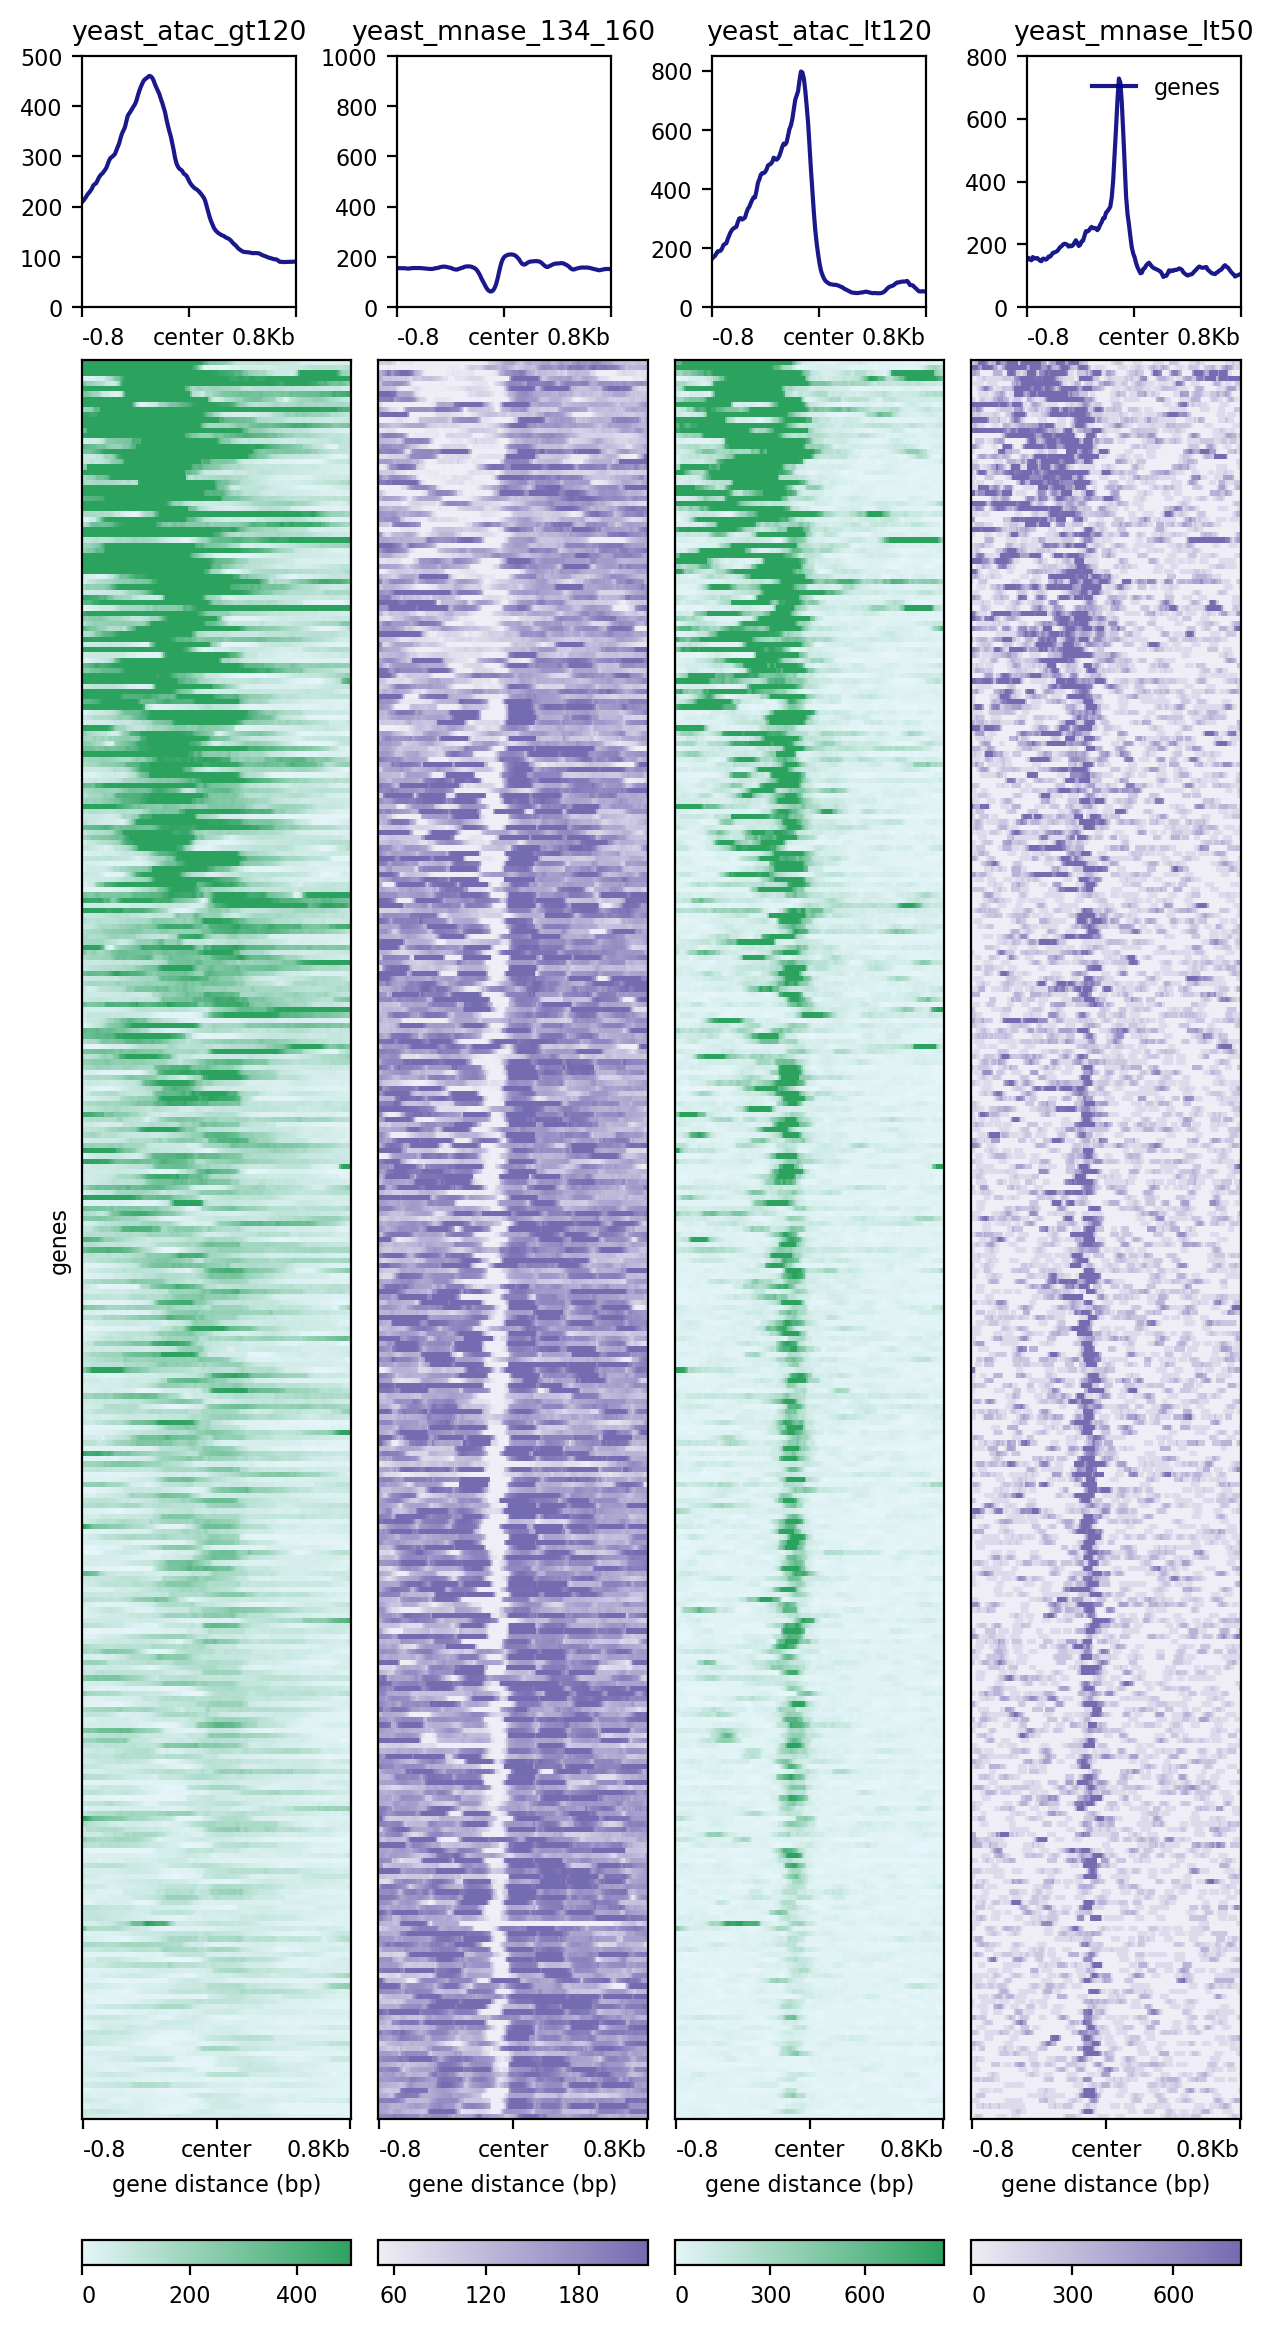 yeast_atac_gt120 yeast_mnase_134_160 yeast_atac_lt120 yeast_mnase_lt50
500 1000 800 800
400 800 600 600
300 600 400 400
200 400 200 200
100 200 0 0
0 0
genes
-0.8 center 0.8Kb -0.8 center 0.8Kb -0.8 center 0.8Kb -0.8 center 0.8Kb
genes
-0.8 center 0.8Kb -0.8 center 0.8Kb -0.8 center 0.8Kb -0.8 center 0.8Kb
gene distance (bp) gene distance (bp) gene distance (bp) gene distance (bp)
0 200 400 60 120 180 0 300 600 0 300 600